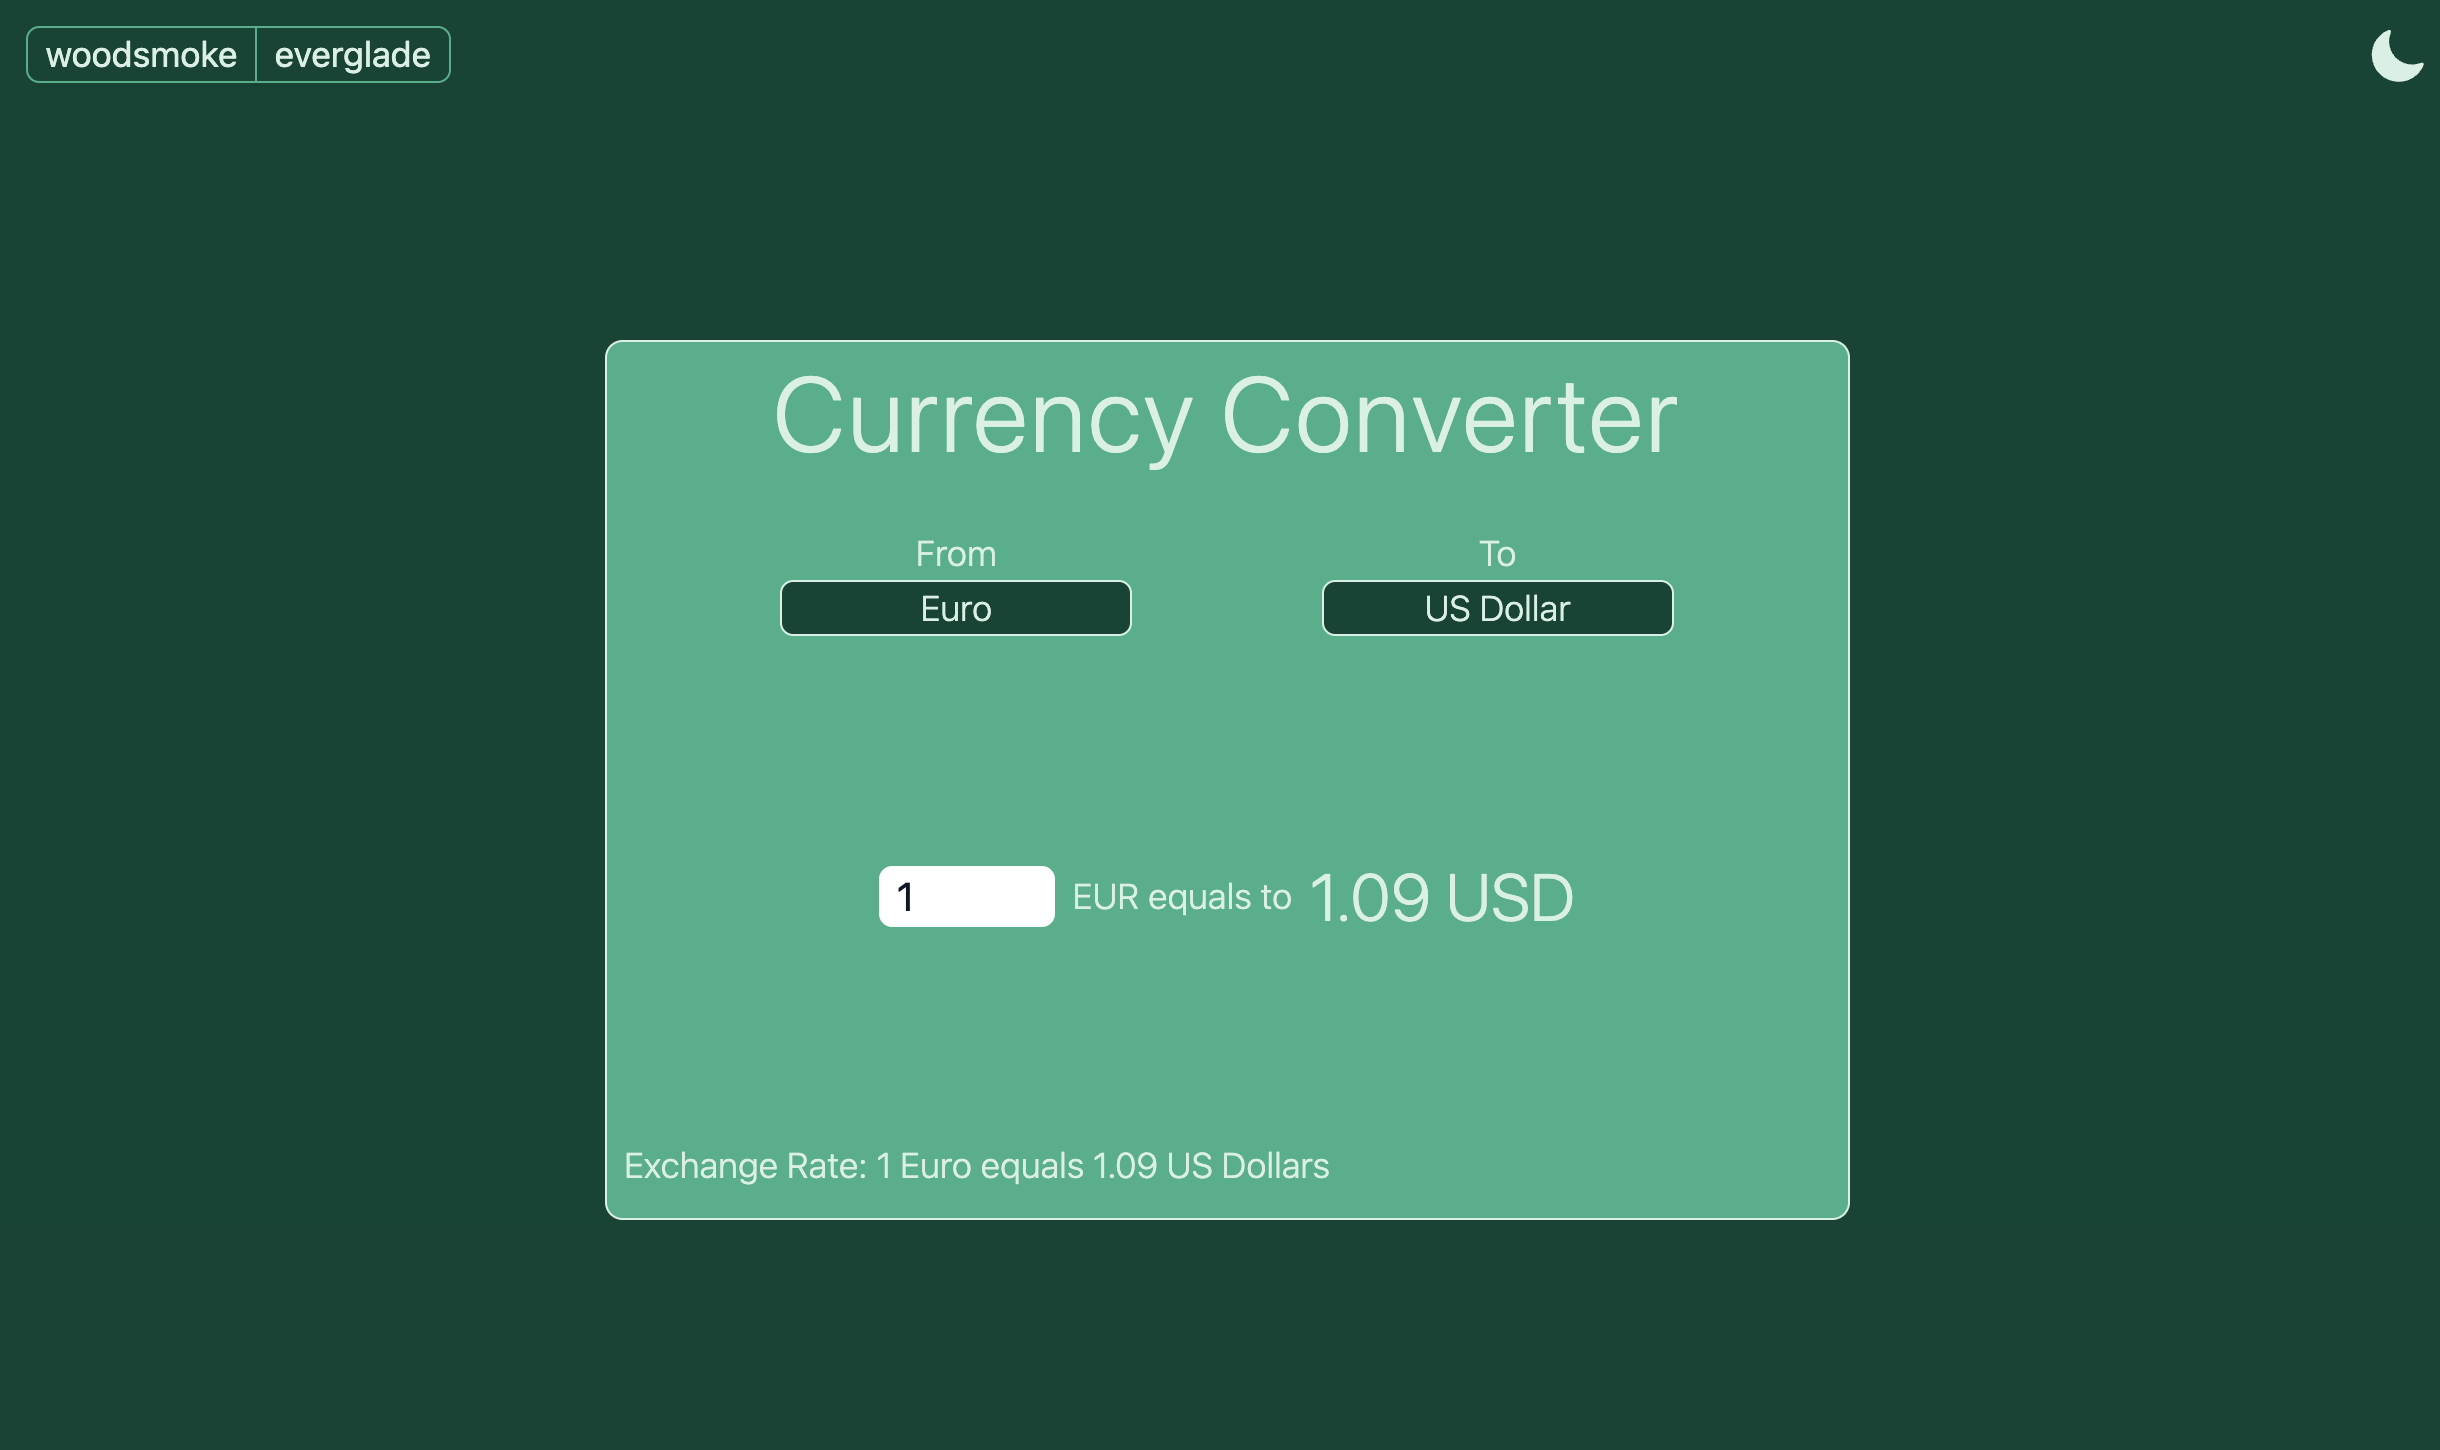 woodsmoke everglade
Currency Converter
From To
Euro US Dollar
1 EUR equals to 1.09 USD
Exchange Rate: 1 Euro equals 1.09 US Dollars